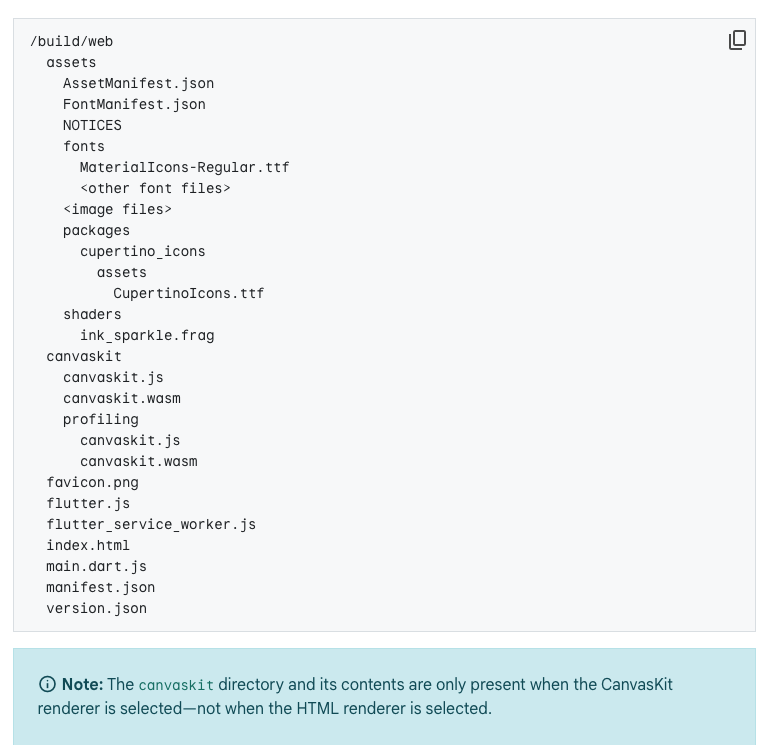 /build/web
  assets
    AssetManifest.json
    FontManifest.json
    NOTICES
    fonts
      MaterialIcons-Regular.ttf
      <other font files>
    <image files>
    packages
      cupertino_icons
        assets
          CupertinoIcons.ttf
    shaders
      ink_sparkle.frag
  canvaskit
    canvaskit.js
    canvaskit.wasm
    profiling
      canvaskit.js
      canvaskit.wasm
  favicon.png
  flutter.js
  flutter_service_worker.js
  index.html
  main.dart.js
  manifest.json
  version.json
Note: The canvaskit directory and its contents are only present when the CanvasKit
renderer is selected—not when the HTML renderer is selected.